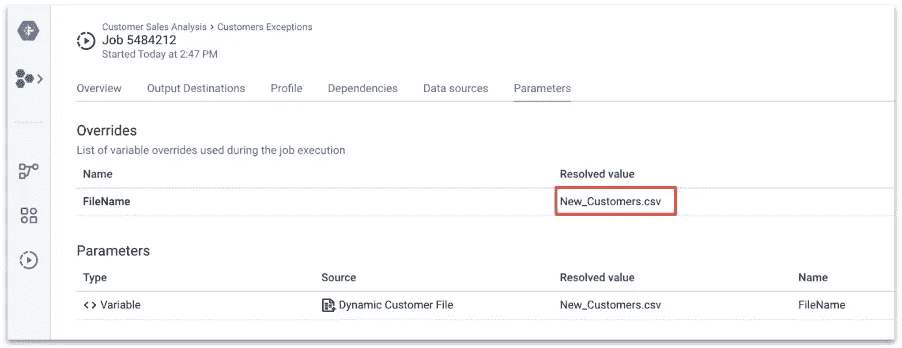 Customer Sales Analysis > Customers Exceptions
Job 5484212
Started Today at 2:47 PM
Overview Output Destinations Profile Dependencies Data sources Parameters
Overrides
List of variable overrides used during the job execution
Name Resolved value
FileName New_Customers.csv
Parameters
Type Source Resolved value Name
<> Variable Dynamic Customer File New_Customers.csv FileName